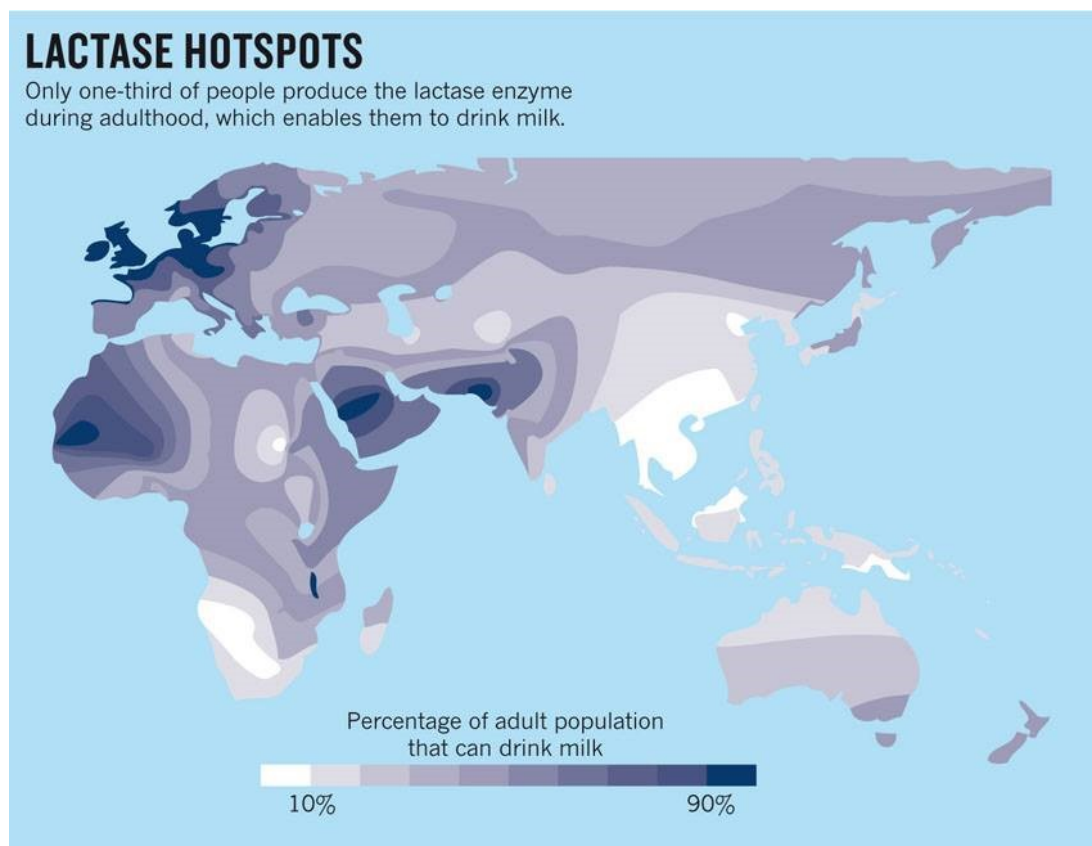 LACTASE HOTSPOTS
Only one-third of people produce the lactase enzyme
during adulthood, which enables them to drink milk.
Percentage of adult population
that can drink milk
10%
90%